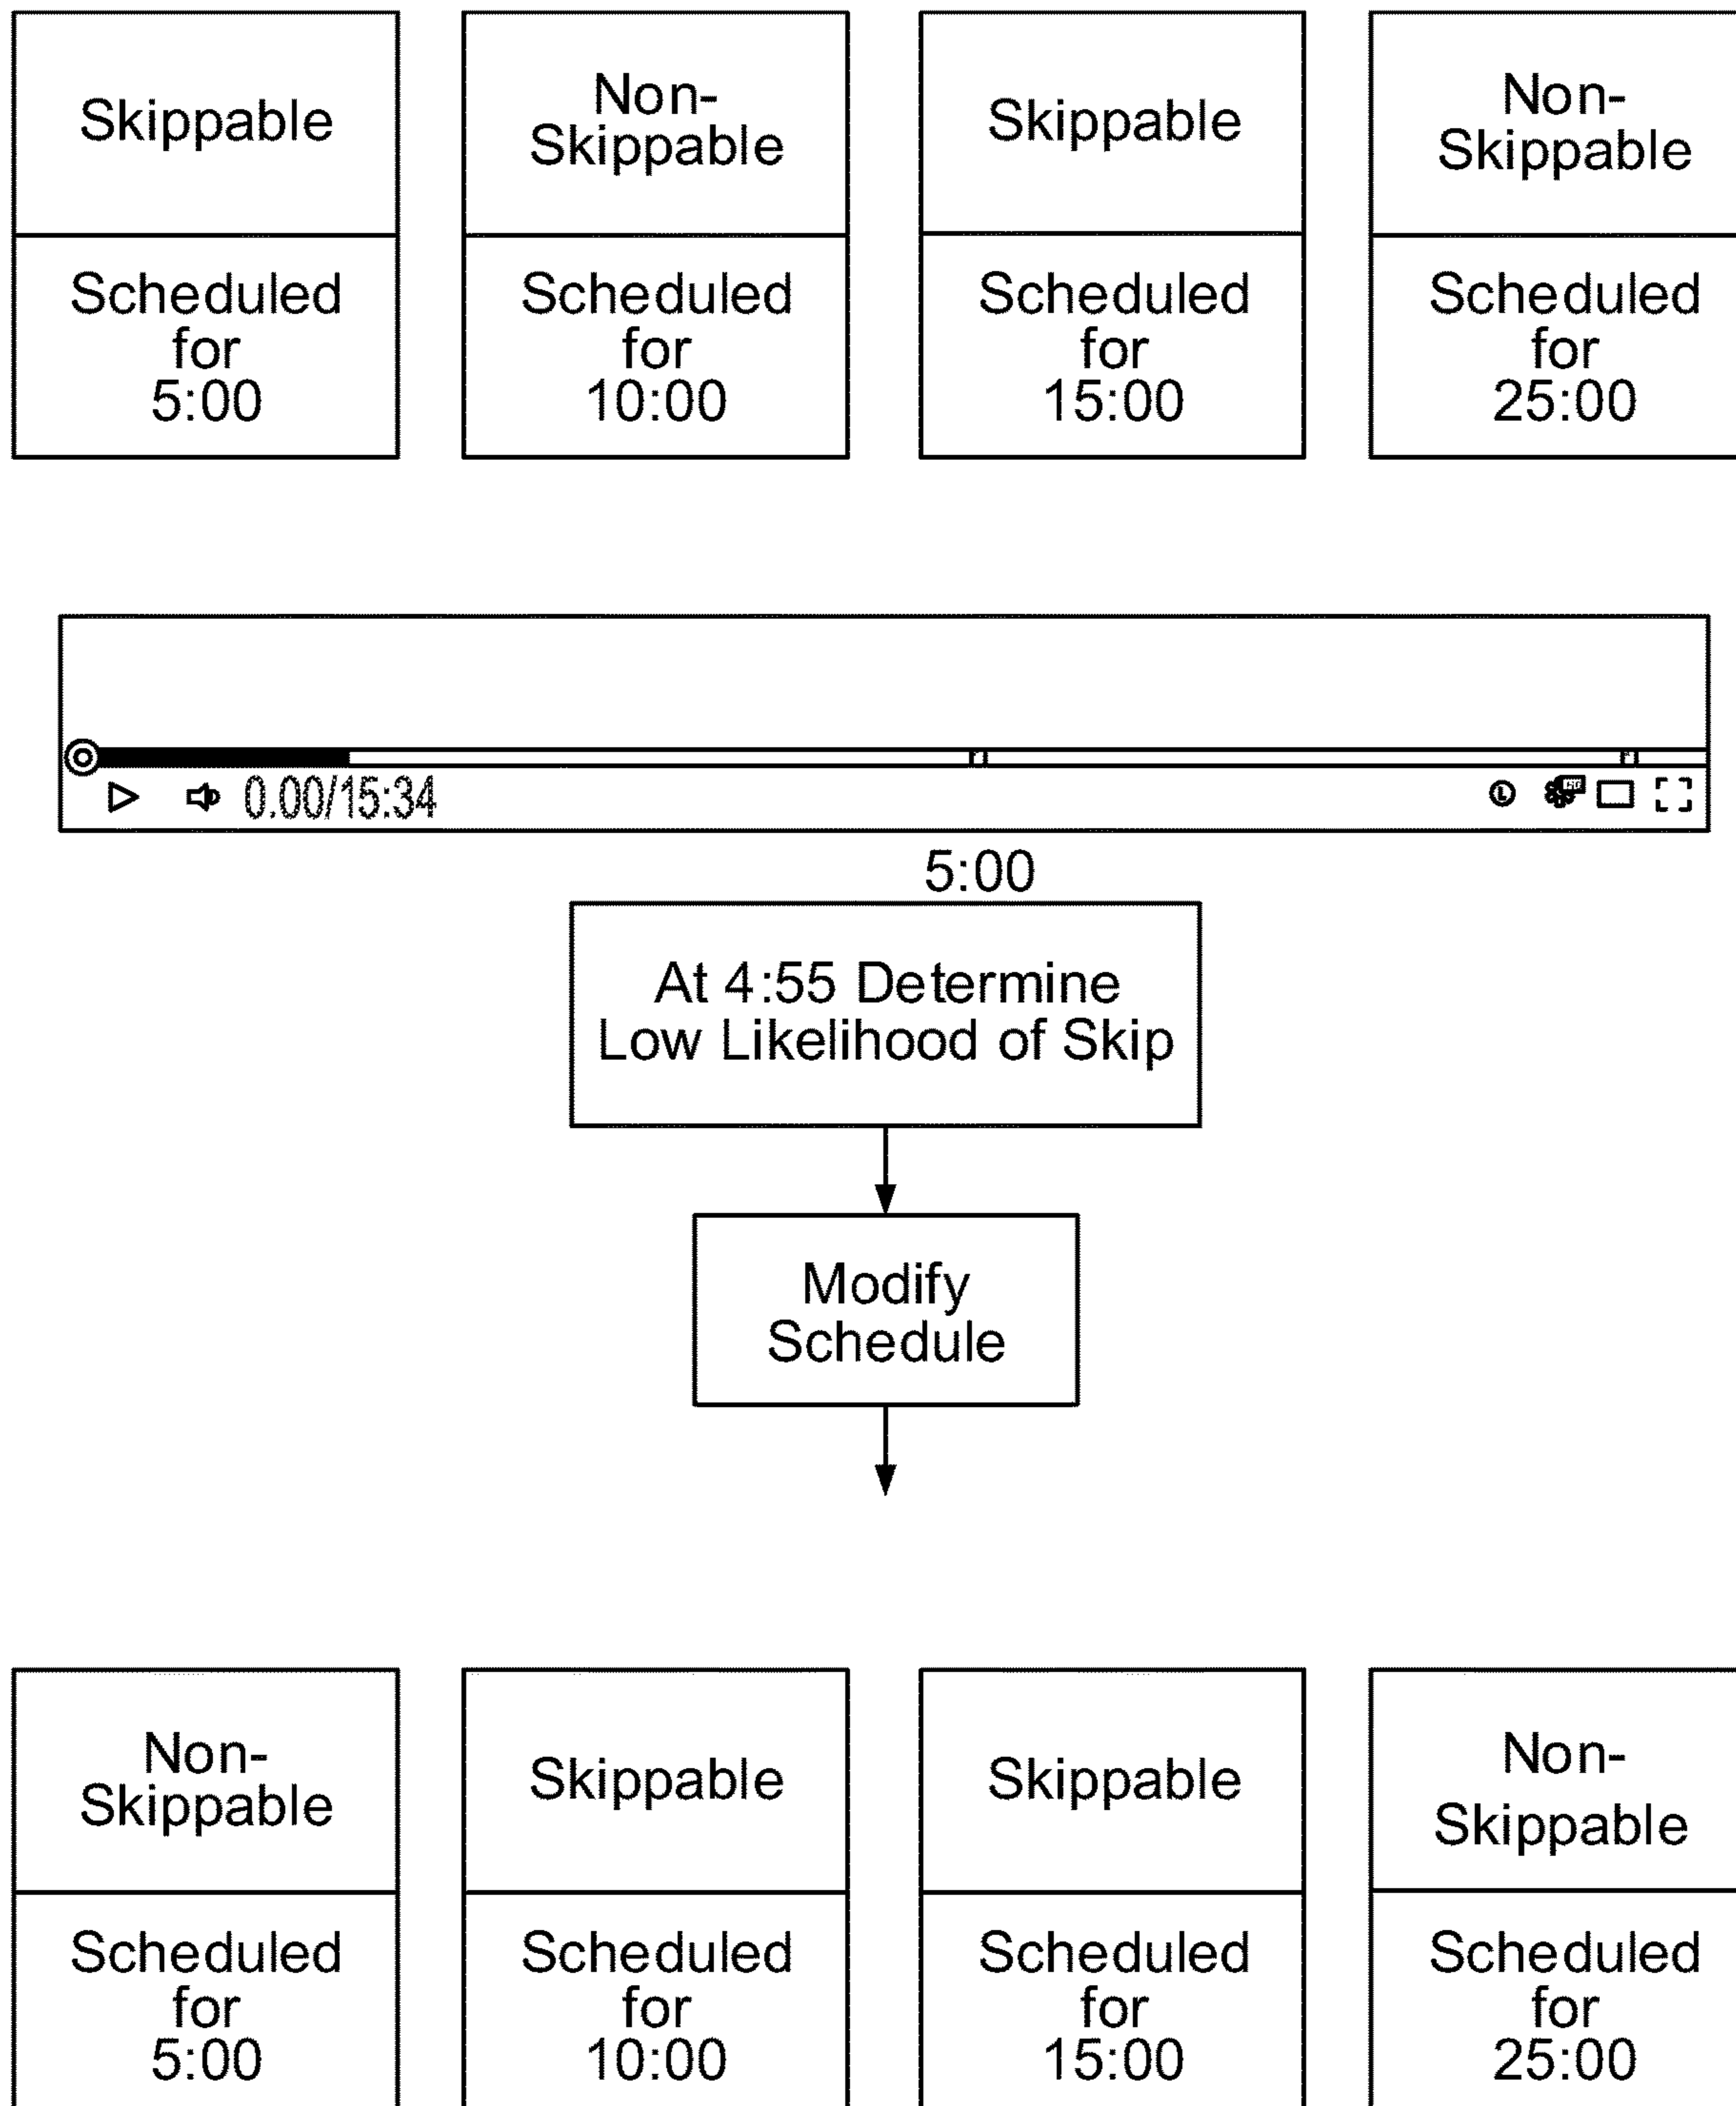 Skippable
Scheduled
for
5:00
Non-
Skippable
Scheduled
for
10:00
Skippable
Scheduled
for
15:00
Non-
Skippable
Scheduled
for
25:00
0.00/15:34
5:00
At 4:55 Determine
Low Likelihood of Skip
Modify
Schedule
Non-
Skippable
Scheduled
for
5:00
Skippable
Scheduled
for
10:00
Skippable
Scheduled
for
15:00
Non-
Skippable
Scheduled
for
25:00